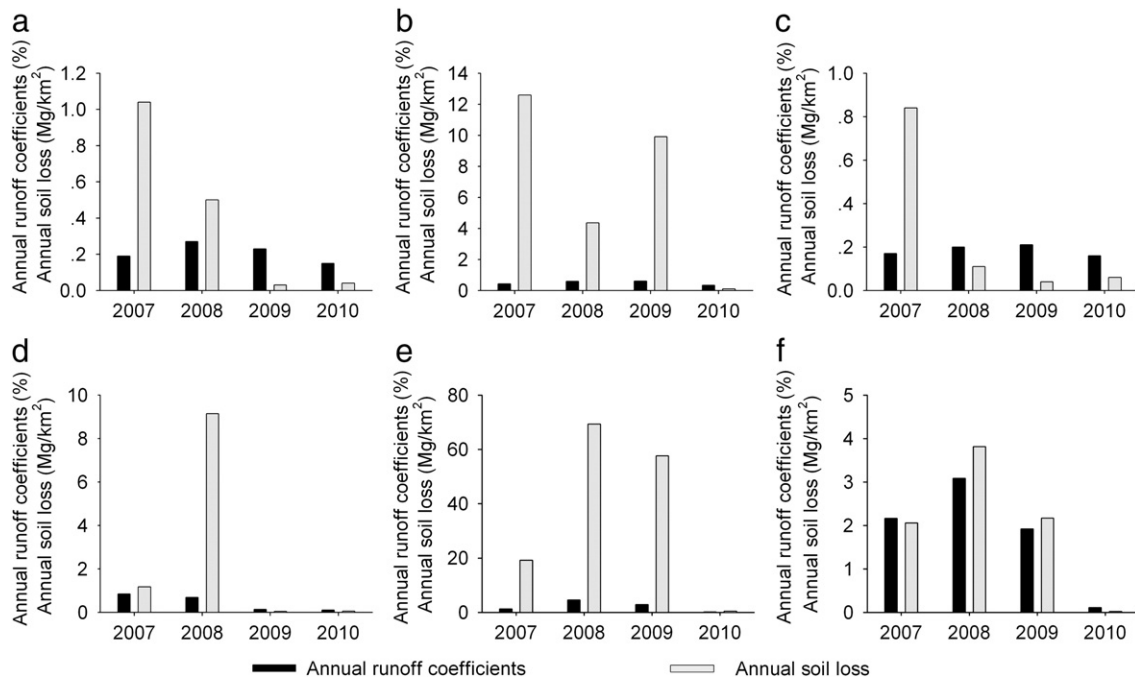 a
Annual runoff coefficients (%)
Annual soil loss (Mg/km²)
1.2
1.0
.8
.6
.4
.2
0.0
2007 2008 2009 2010
b
Annual runoff coefficients (%)
Annual soil loss (Mg/km²)
14
12
10
8
6
4
2
0
2007 2008 2009 2010
c
Annual runoff coefficients (%)
Annual soil loss (Mg/km²)
1.0
.8
.6
.4
.2
0.0
2007 2008 2009 2010
d
Annual runoff coefficients (%)
Annual soil loss (Mg/km²)
10
8
6
4
2
0
2007 2008 2009 2010
e
Annual runoff coefficients (%)
Annual soil loss (Mg/km²)
80
60
40
20
0
2007 2008 2009 2010
f
Annual runoff coefficients (%)
Annual soil loss (Mg/km²)
5
4
3
2
1
0
2007 2008 2009 2010
Annual runoff coefficients Annual soil loss